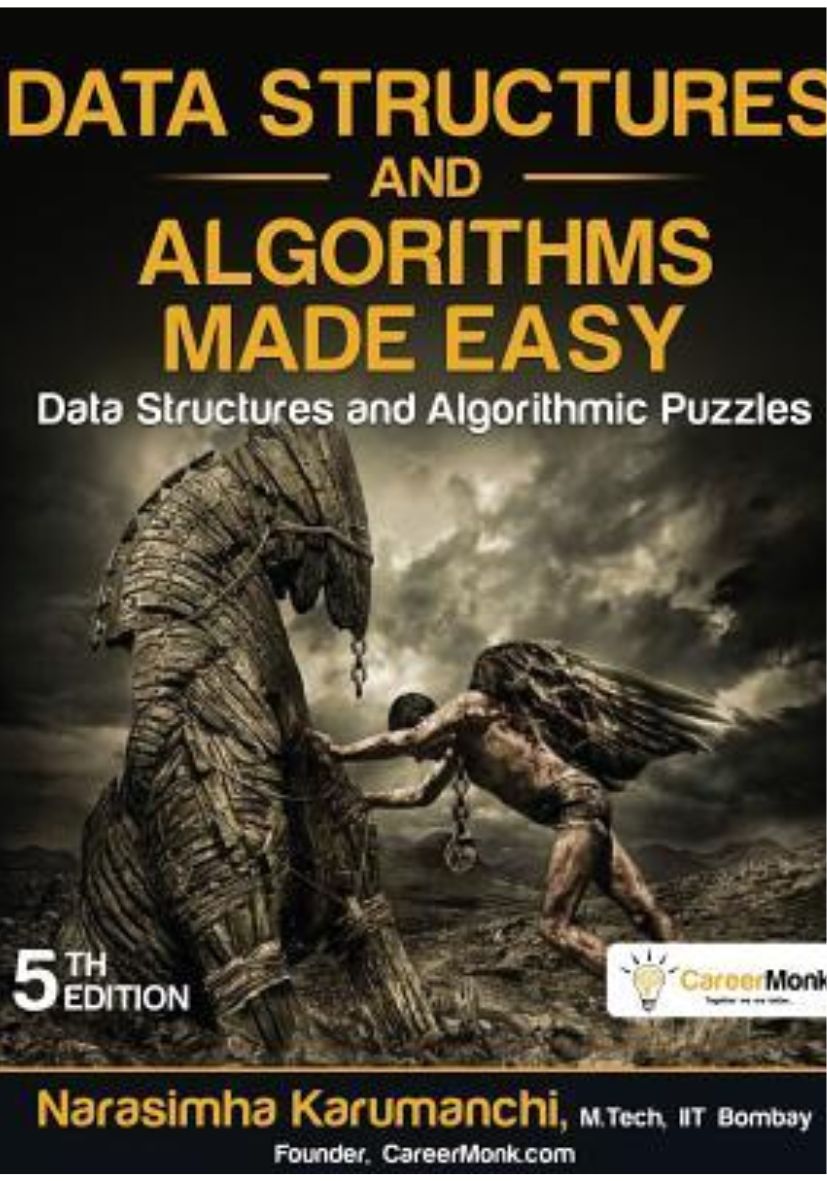 DATA STRUCTURES
AND
ALGORITHMS
MADE EASY
Data Structures and Algorithmic Puzzles
5TH
EDITION
CareerMonk
Narasimha Karumanchi, M.Tech, IIT Bombay
Founder, CareerMonk.com